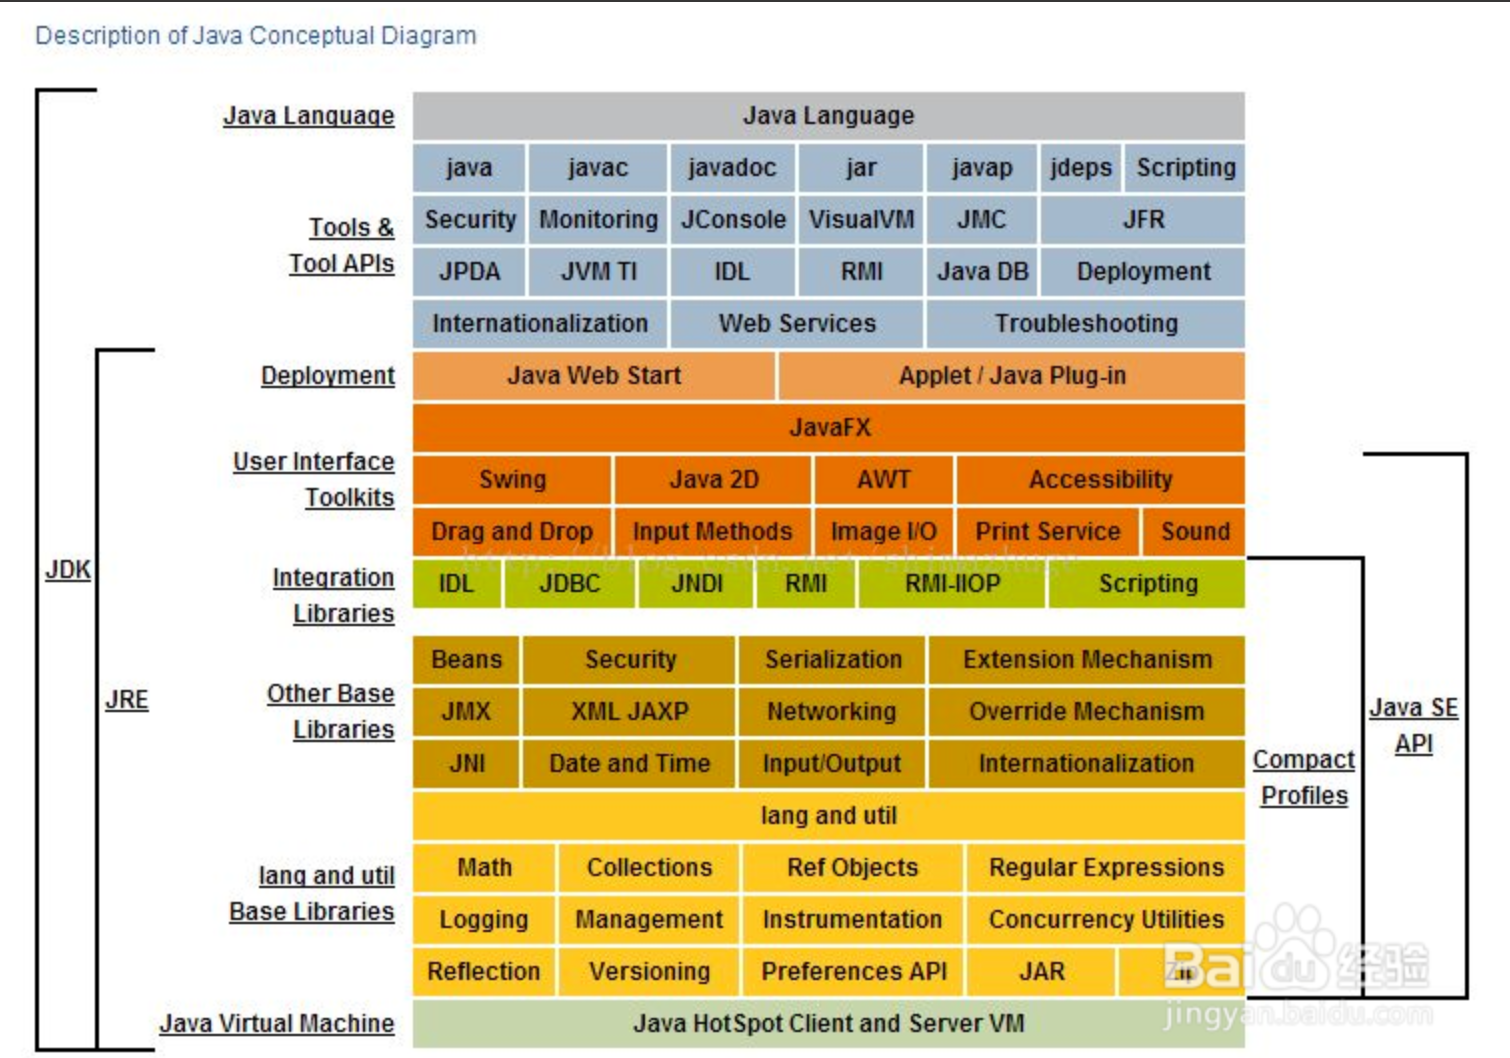 Description of Java Conceptual Diagram
Java Language Java Language
java javac javadoc jar javap jdeps Scripting
Tools &
Tool APIs
Security Monitoring JConsole VisualVM JMC JFR
JPDA JVM TI IDL RMI Java DB Deployment
Internationalization Web Services Troubleshooting
Deployment Java Web Start Applet / Java Plug-in
JavaFX
User Interface
Toolkits
Swing Java 2D AWT Accessibility
Drag and Drop Input Methods Image I/O Print Service Sound
JDK
Integration
Libraries
IDL JDBC JNDI RMI RMI-IIOP Scripting
JRE
Other Base
Libraries
Beans Security Serialization Extension Mechanism
JMX XML JAXP Networking Override Mechanism
JNI Date and Time Input/Output Internationalization
Java SE
API
Compact
Profiles
lang and util
lang and util
Base Libraries
Math Collections Ref Objects Regular Expressions
Logging Management Instrumentation Concurrency Utilities
Reflection Versioning Preferences API JAR Zip
Java Virtual Machine Java HotSpot Client and Server VM
Baidu 经验
jingyan.baidu.com